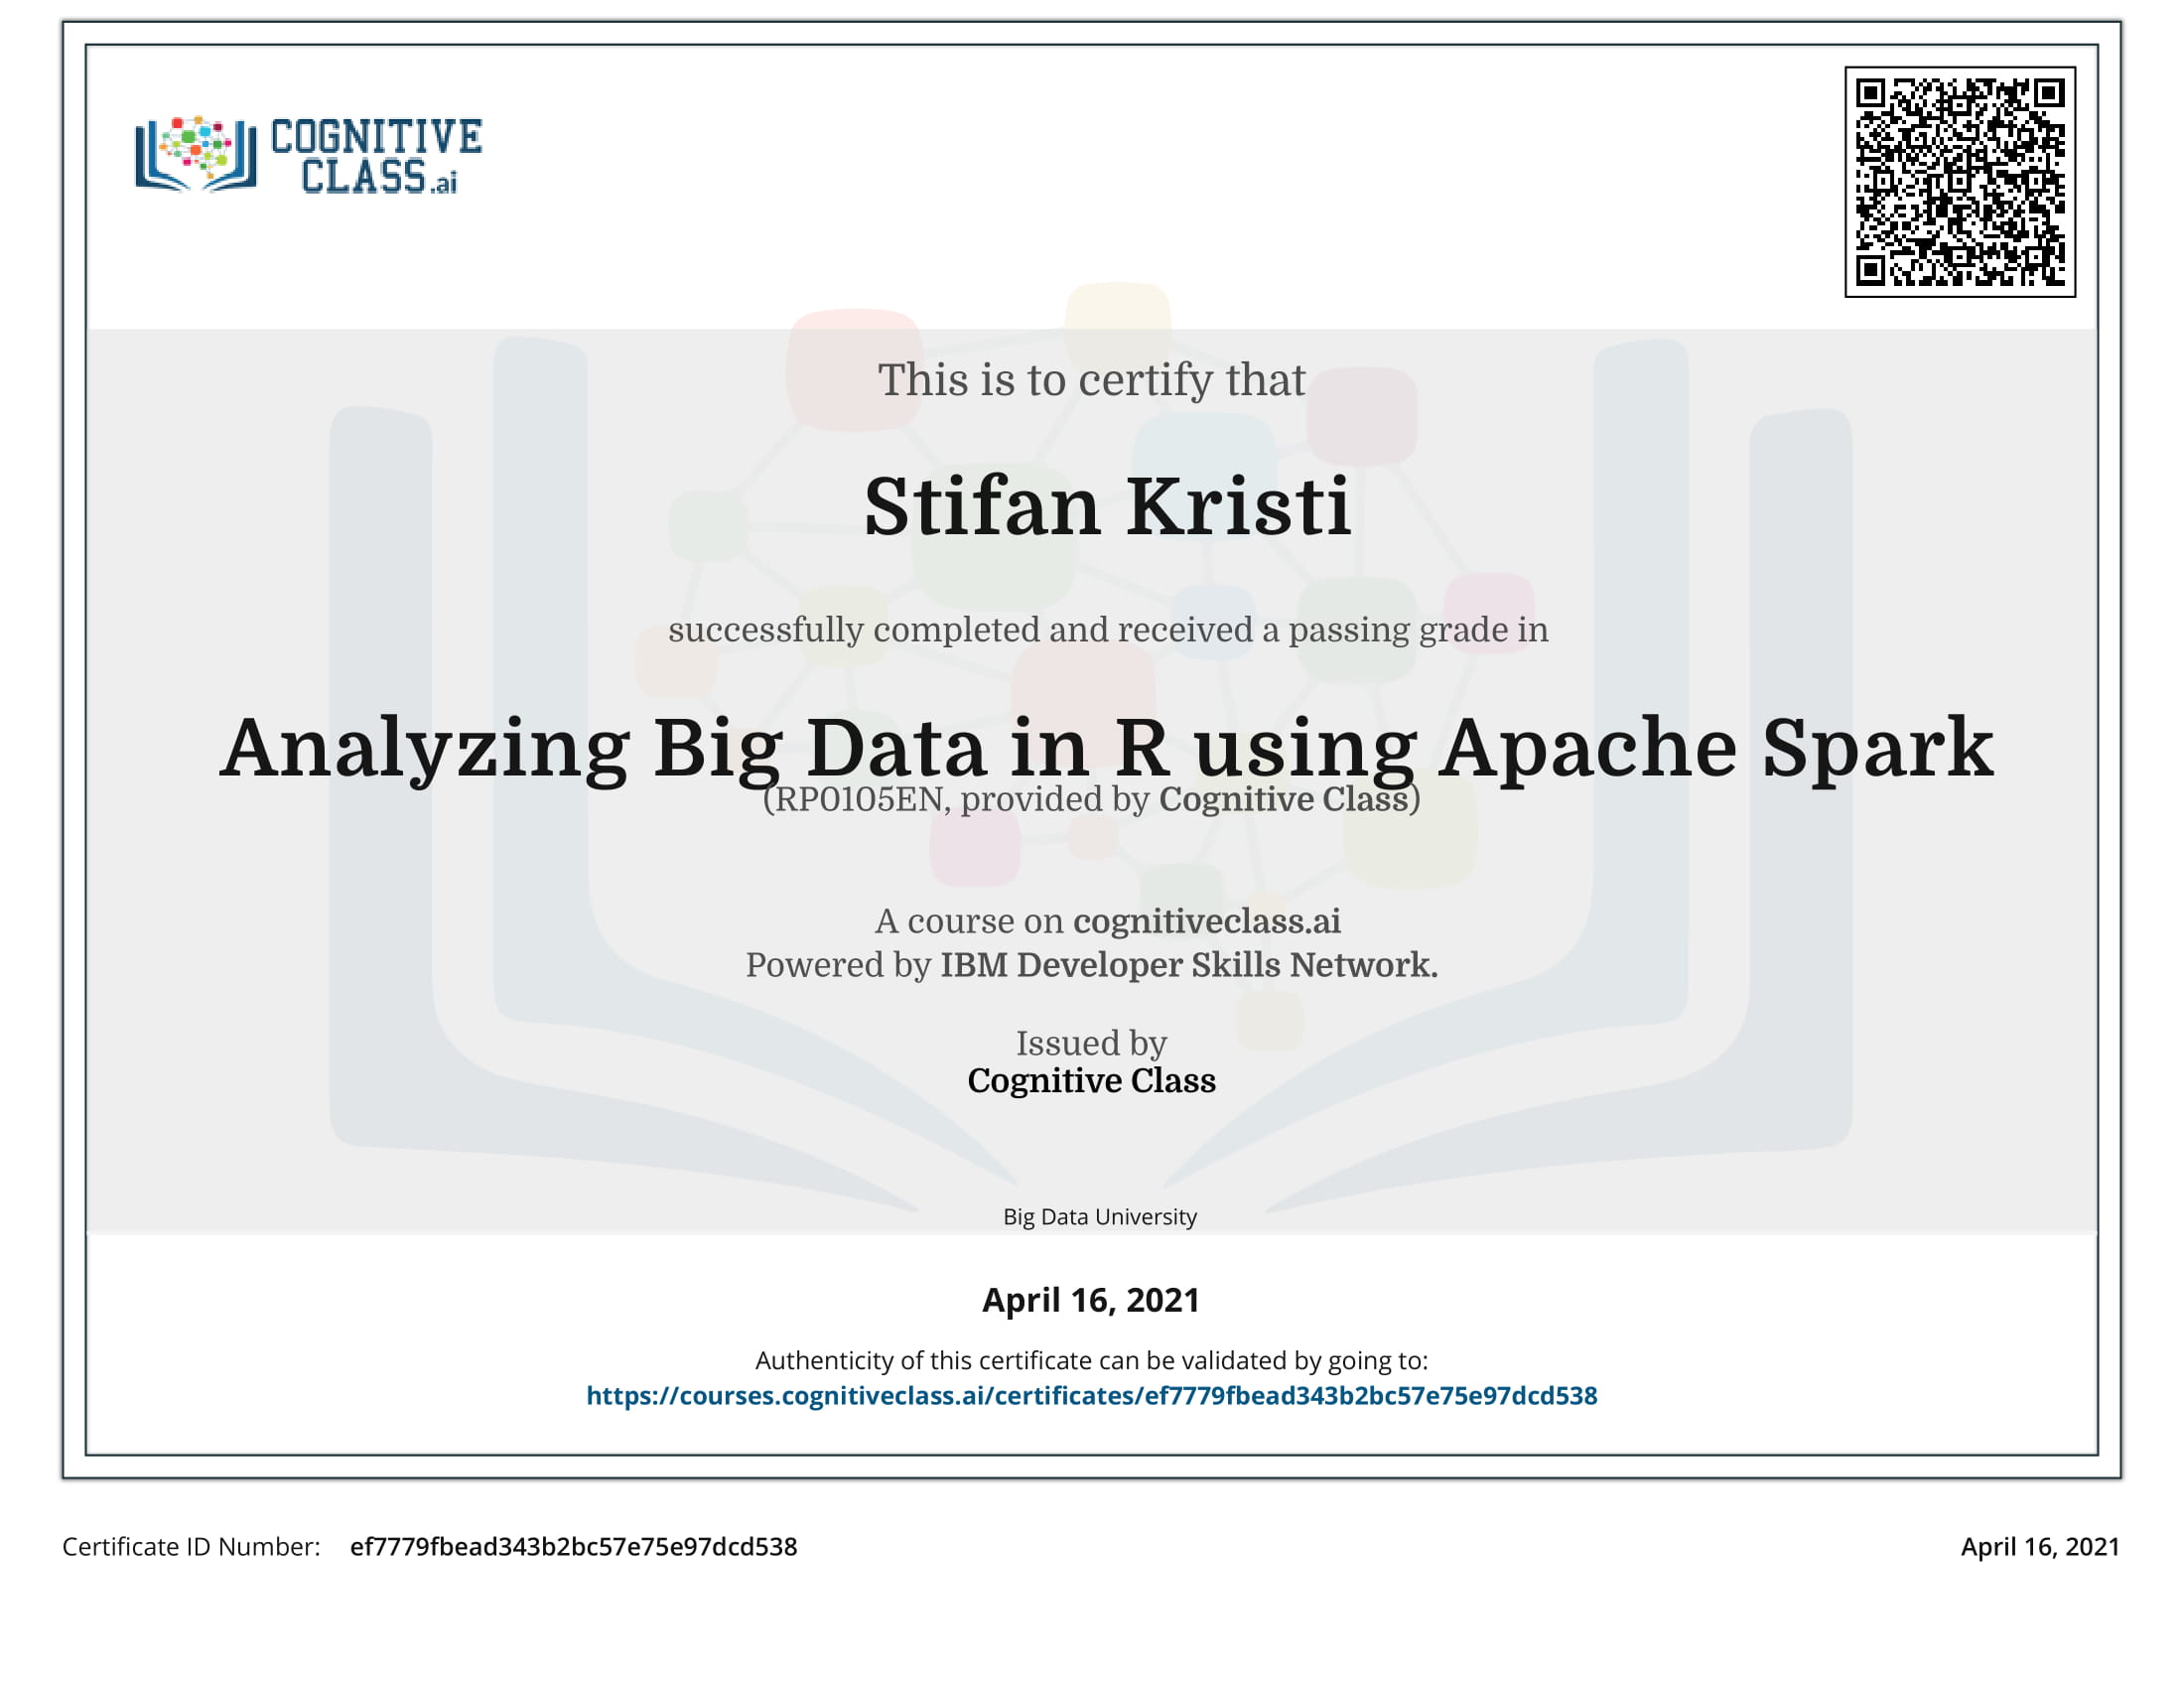 COGNITIVE
CLASS.ai
This is to certify that
Stifan Kristi
successfully completed and received a passing grade in
Analyzing Big Data in R using Apache Spark
(RP0105EN, provided by Cognitive Class)
A course on cognitiveclass.ai
Powered by IBM Developer Skills Network.
Issued by
Cognitive Class
Big Data University
April 16, 2021
Authenticity of this certificate can be validated by going to:
https://courses.cognitiveclass.ai/certificates/ef7779fbead343b2bc57e75e97dcd538
Certificate ID Number: ef7779fbead343b2bc57e75e97dcd538
April 16, 2021